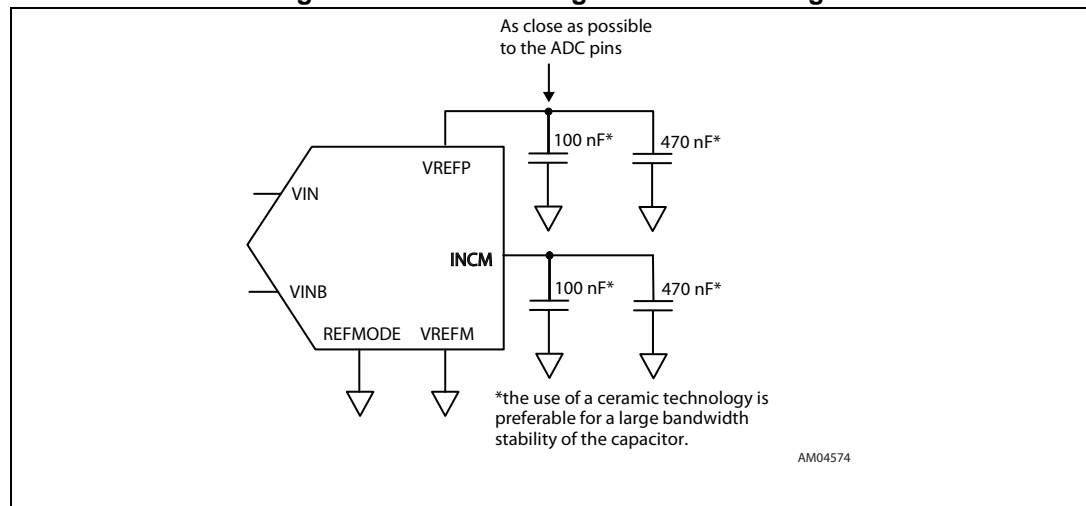 As close as possible
to the ADC pins
100 nF*
470 nF*
VREFP
VIN
INCM
100 nF*
470 nF*
VINB
REFMODE VREFM
*the use of a ceramic technology is
preferable for a large bandwidth
stability of the capacitor.
AM04574